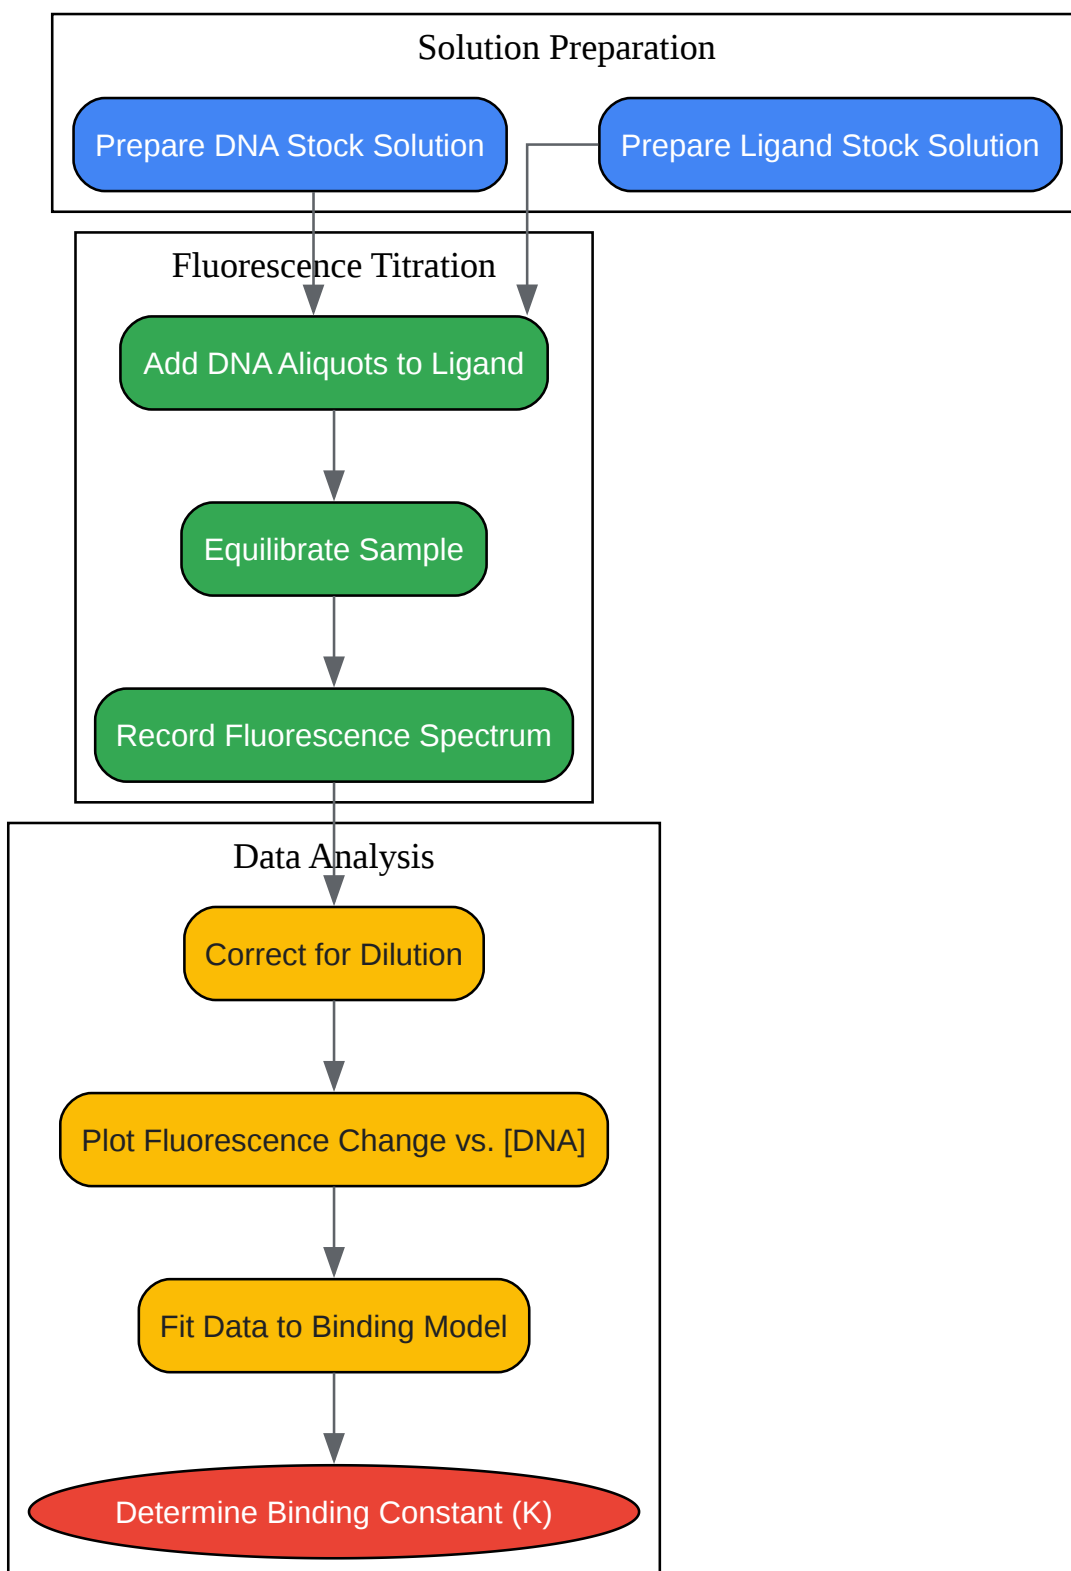 Solution Preparation
Prepare DNA Stock Solution
Prepare Ligand Stock Solution
Fluorescence Titration
Add DNA Aliquots to Ligand
Equilibrate Sample
Record Fluorescence Spectrum
Data Analysis
Correct for Dilution
Plot Fluorescence Change vs. [DNA]
Fit Data to Binding Model
Determine Binding Constant (K)